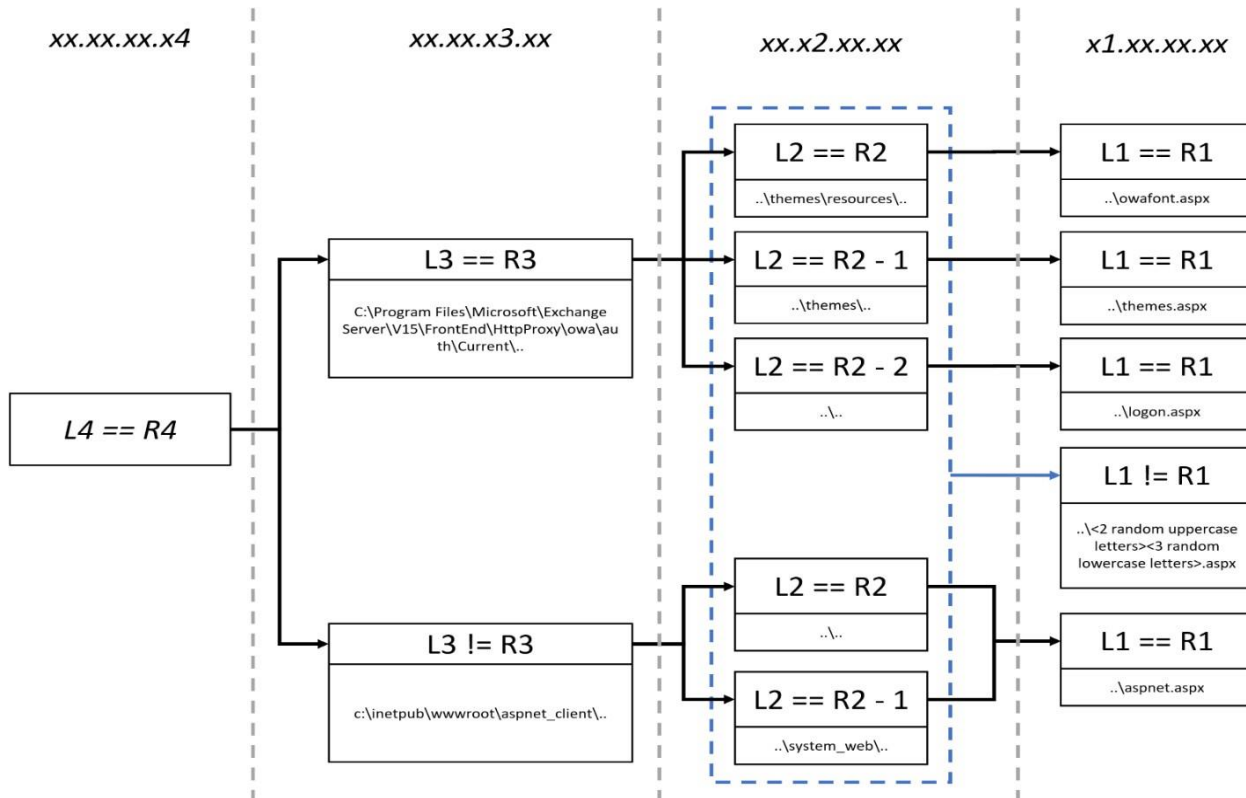 xx.xx.xx.x4
xx.xx.x3.xx
xx.x2.xx.xx
x1.xx.xx.xx
L4 == R4
L3 == R3
C:\Program Files\Microsoft\Exchange
Server\V15\FrontEnd\HttpProxy\owa\au
th\Current\..
L3 != R3
c:\inetpub\wwwroot\aspnet_client\..
L2 == R2
..\themes\resources\..
L2 == R2 - 1
..\themes\..
L2 == R2 - 2
..\..
L2 == R2
..\..
L2 == R2 - 1
..\system_web\..
L1 == R1
..\owafont.aspx
L1 == R1
..\themes.aspx
L1 == R1
..\logon.aspx
L1 != R1
..\<2 random uppercase
letters><3 random
lowercase letters>.aspx
L1 == R1
..\aspnet.aspx